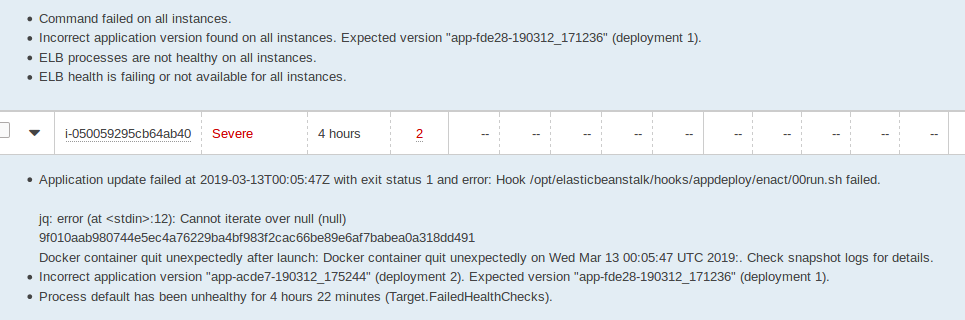 Command failed on all instances.
Incorrect application version found on all instances. Expected version "app-fde28-190312_171236" (deployment 1).
ELB processes are not healthy on all instances.
ELB health is failing or not available for all instances.
i-050059295cb64ab40 Severe 4 hours 2 -- -- -- -- -- -- -- -- -- --
Application update failed at 2019-03-13T00:05:47Z with exit status 1 and error: Hook /opt/elasticbeanstalk/hooks/appdeploy/enact/00run.sh failed.
jq: error (at <stdin>:12): Cannot iterate over null (null)
9f010aab980744e5ec4a76229ba4bf983f2cac66be89e6af7babea0a318dd491
Docker container quit unexpectedly after launch: Docker container quit unexpectedly on Wed Mar 13 00:05:47 UTC 2019:. Check snapshot logs for details.
Incorrect application version "app-acde7-190312_175244" (deployment 2). Expected version "app-fde28-190312_171236" (deployment 1).
Process default has been unhealthy for 4 hours 22 minutes (Target.FailedHealthChecks).